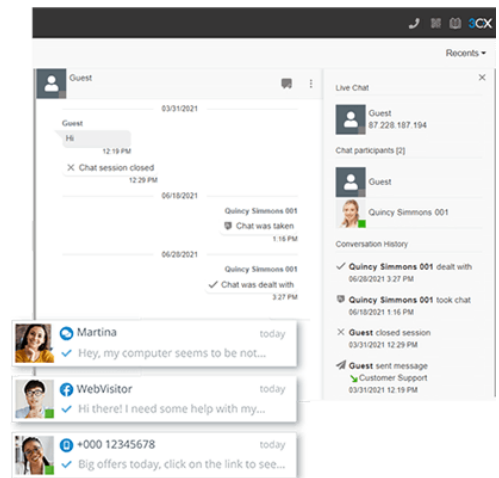 3CX
Recents
Guest
03/31/2021
Guest
Hi
12:19 PM
Chat session closed
12:29 PM
06/18/2021
Quincy Simmons 001
Chat was taken
1:16 PM
06/28/2021
Quincy Simmons 001
Chat was dealt with
3:27 PM
Live Chat
Guest
87.228.187.194
Chat participants [2]
Guest
Quincy Simmons 001
Conversation History
Quincy Simmons 001 dealt with
06/28/2021 3:27 PM
Quincy Simmons 001 took chat
06/18/2021 1:16 PM
Guest closed session
03/31/2021 12:29 PM
Guest sent message
Customer Support
03/31/2021 12:19 PM
Martina today
Hey, my computer seems to be not...
WebVisitor today
Hi there! I need some help with my...
+000 12345678 today
Big offers today, click on the link to see...